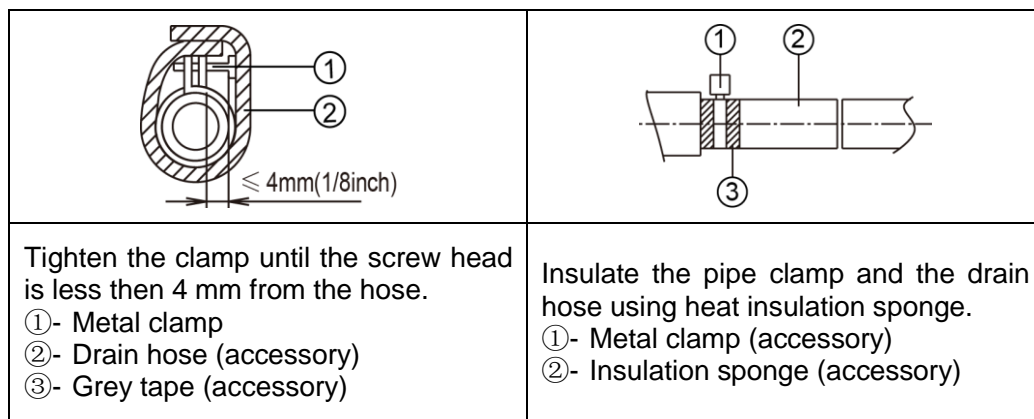 ①
②
≤ 4mm(1/8inch)
① ②
③
Tighten the clamp until the screw head
is less then 4 mm from the hose.
①- Metal clamp
②- Drain hose (accessory)
③- Grey tape (accessory)
Insulate the pipe clamp and the drain
hose using heat insulation sponge.
①- Metal clamp (accessory)
②- Insulation sponge (accessory)